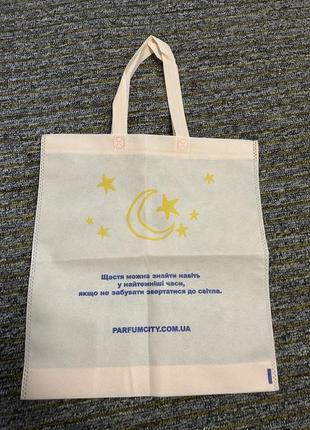 Щастя можна знайти навіть
у найтемніші часи,
якщо не забувати звертатися до світла.
PARFUMCITY.COM.UA